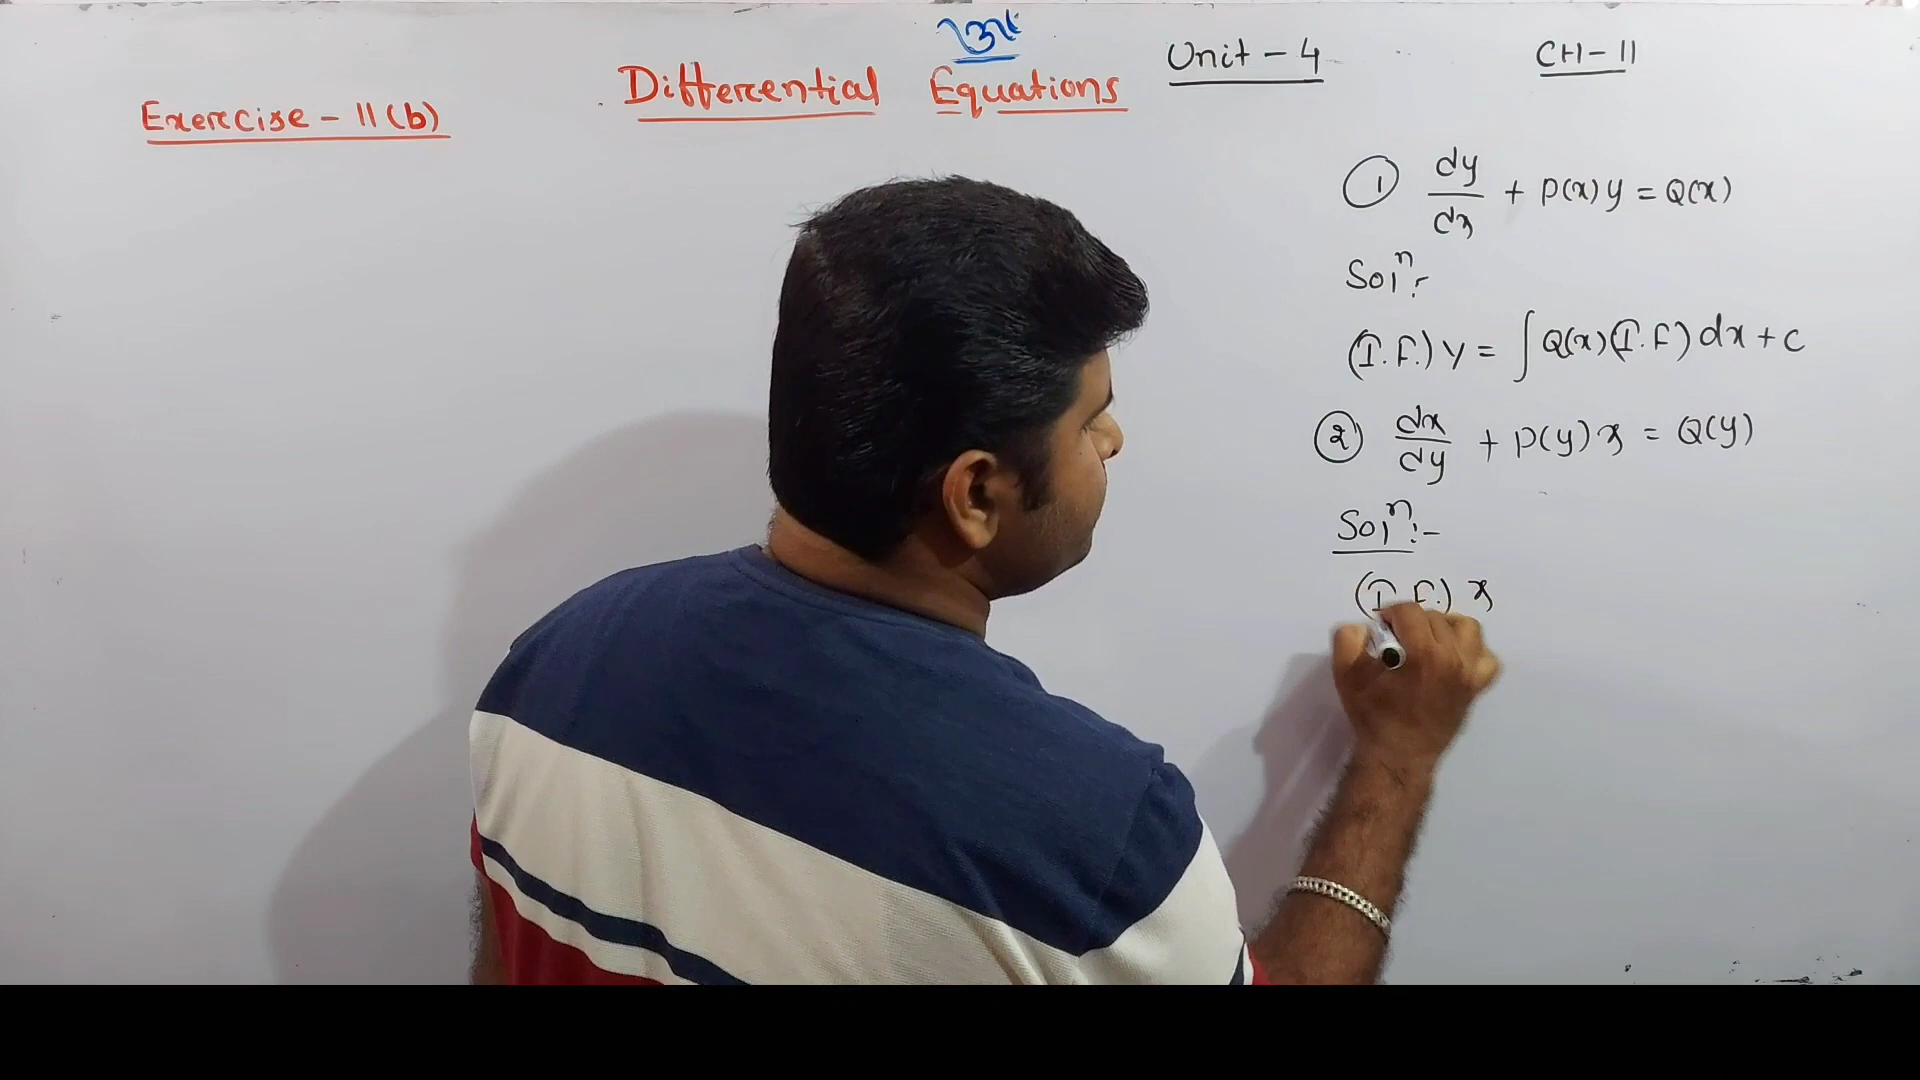 Unit - 4
CH-11
Differential Equations
Exercise - 11(b)
① dy/dx + P(x)y = Q(x)
Solⁿ:
(I.F.) y = ∫ Q(x)(I.F) dx + c
② dx/dy + P(y)x = Q(y)
Solⁿ:-
(I.F.) x